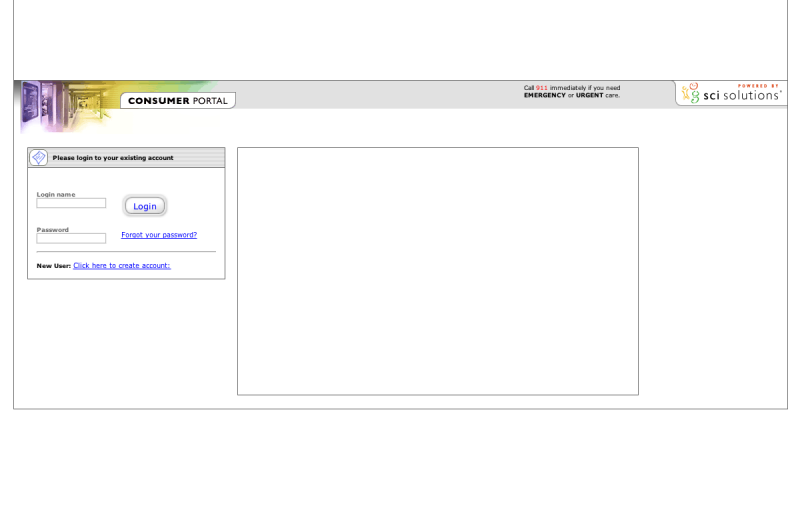 CONSUMER PORTAL
Call 911 immediately if you need
EMERGENCY or URGENT care.
POWERED BY
sci solutions
Please login to your existing account
Login name
Login
Password
Forgot your password?
New User: Click here to create account: